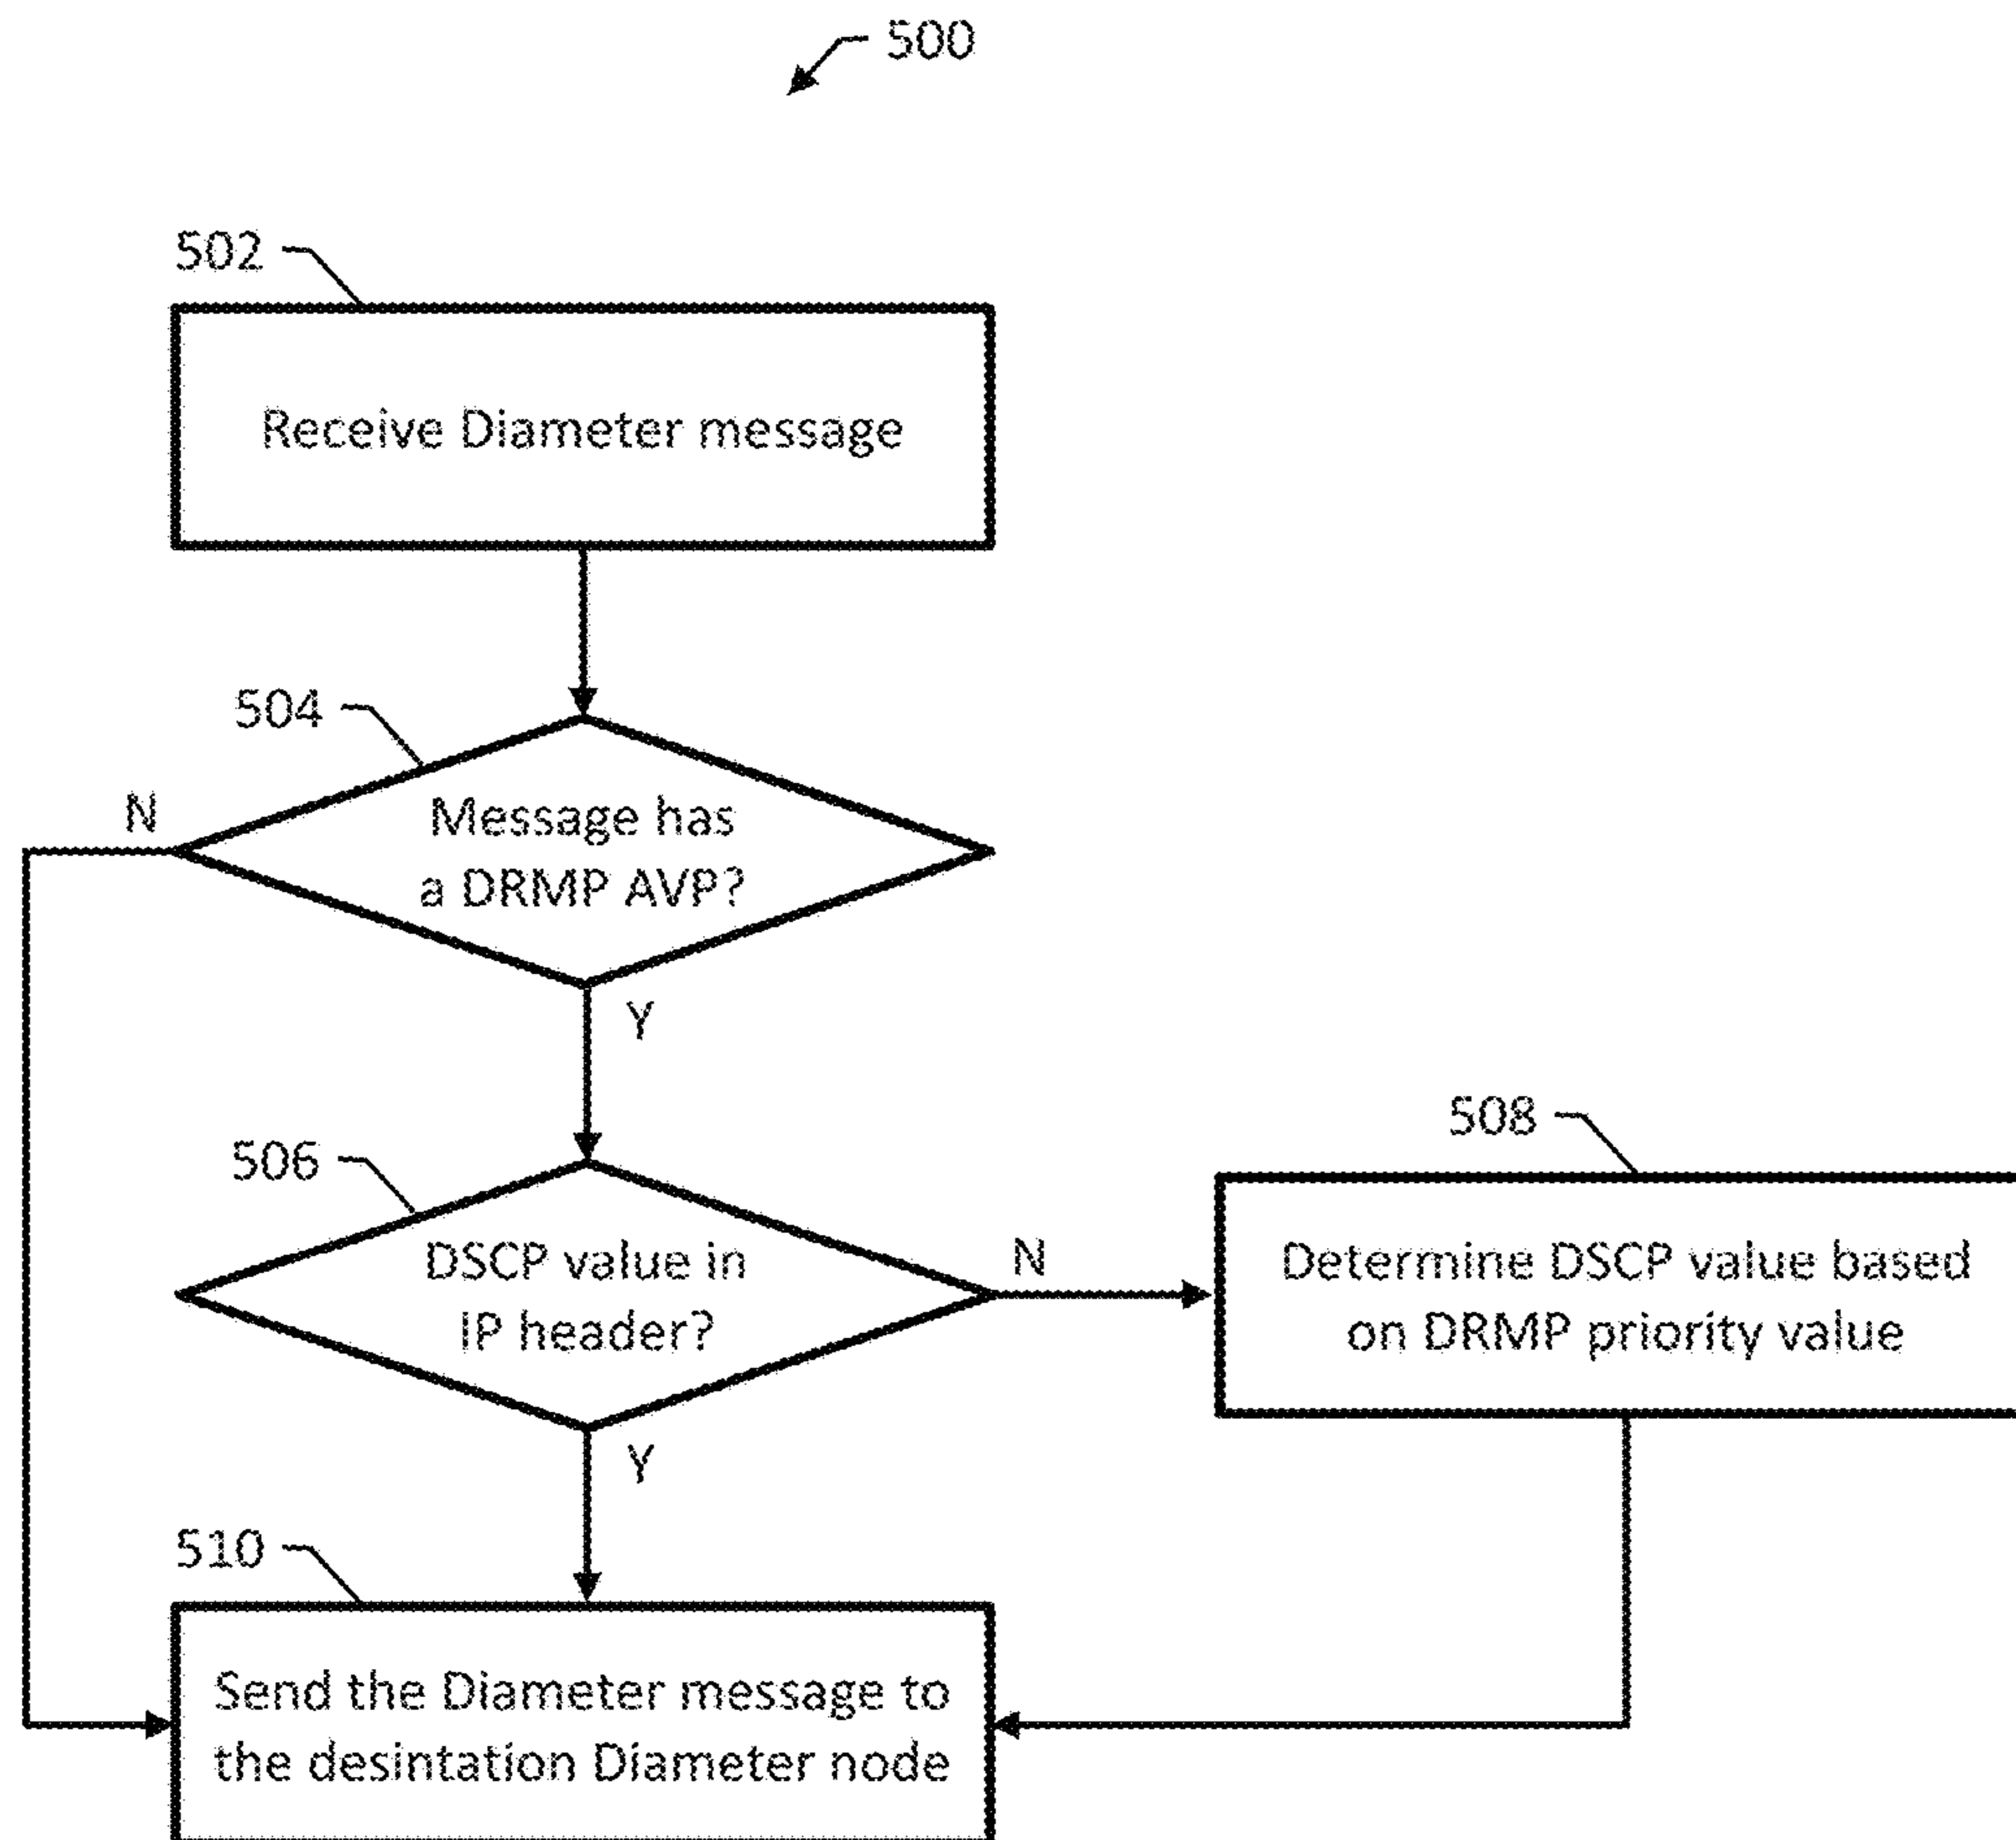 500
502
Receive Diameter message
504
N
Message has
a DRMP AVP?
Y
506
DSCP value in
IP header?
N
508
Determine DSCP value based
on DRMP priority value
Y
510
Send the Diameter message to
the desintation Diameter node